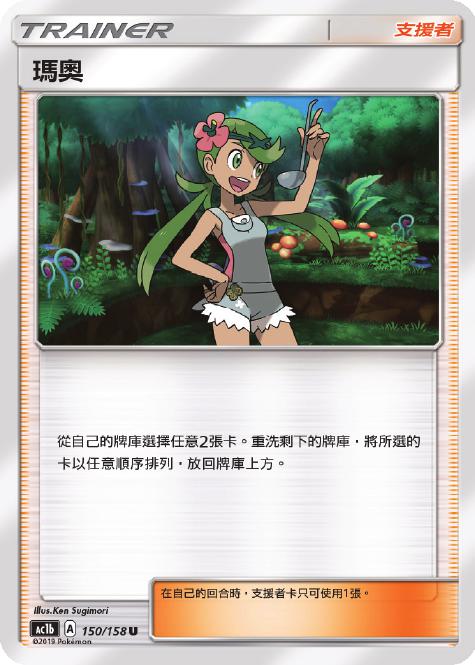 TRAINER
支援者
瑪奧
從自己的牌庫選擇任意2張卡。重洗剩下的牌庫，將所選的
卡以任意順序排列，放回牌庫上方。
在自己的回合時，支援者卡只可使用1張。
Illus.Ken Sugimori
AC1b A 150/158 U
©2019 Pokémon